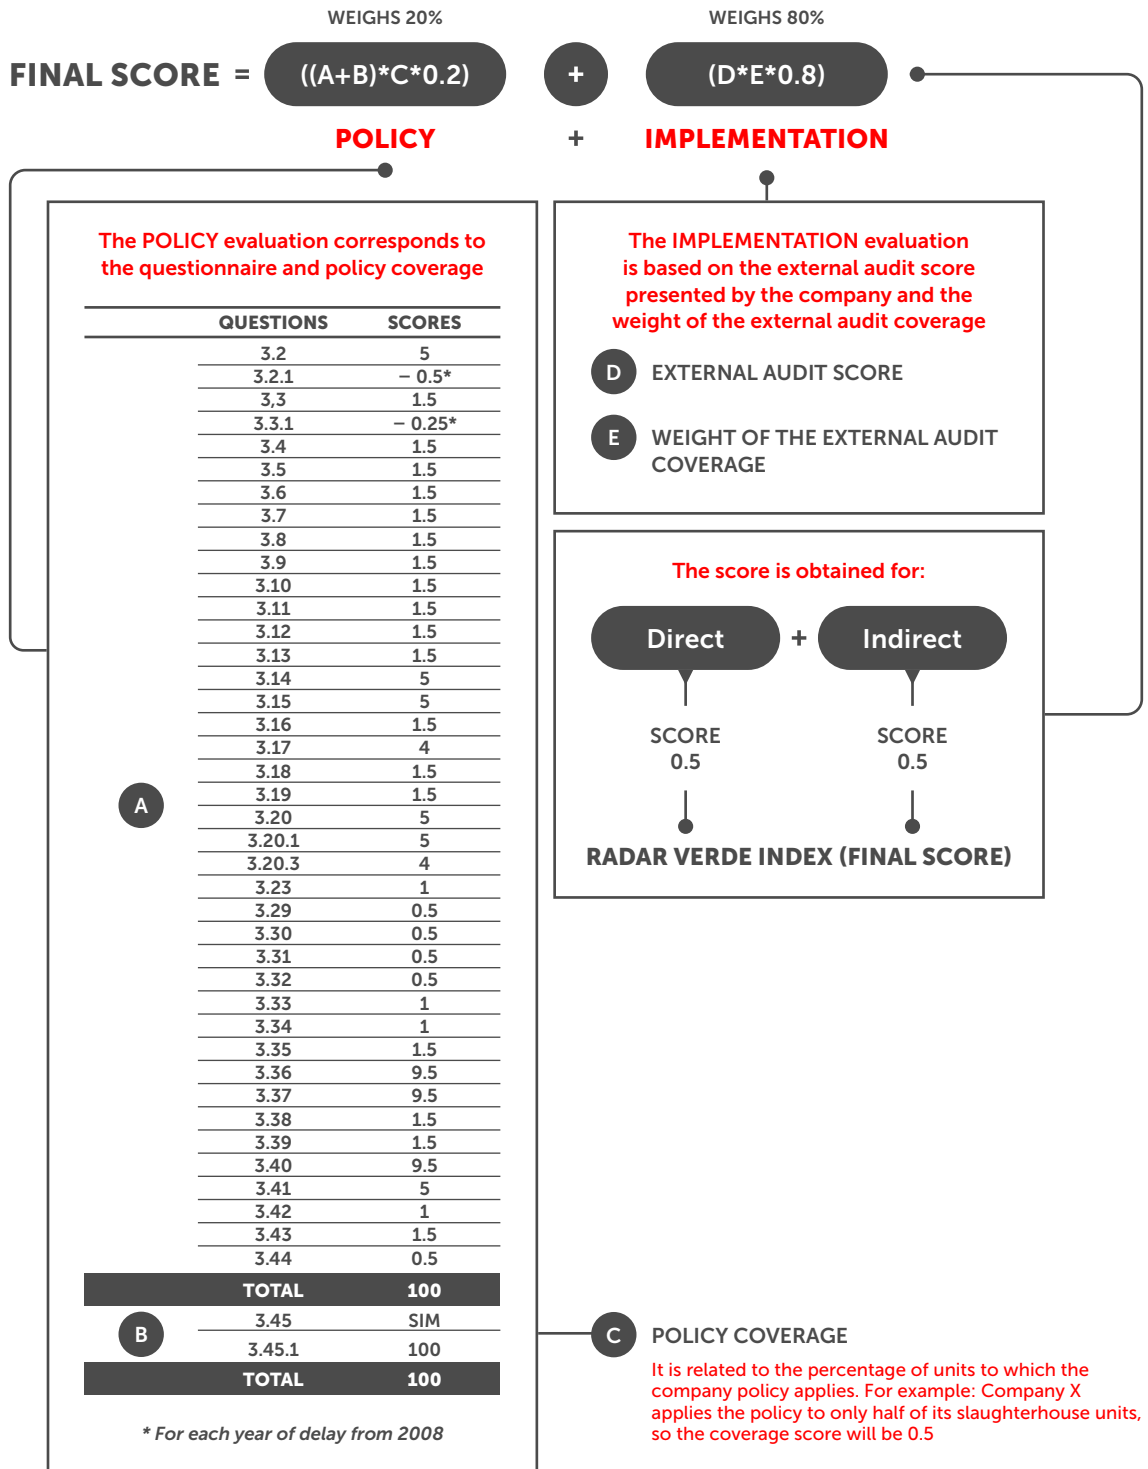 WEIGHS 20%
WEIGHS 80%
FINAL SCORE = ((A+B)*C*0.2) + (D*E*0.8)
POLICY + IMPLEMENTATION
The POLICY evaluation corresponds to
the questionnaire and policy coverage
QUESTIONS SCORES
3.2 5
3.2.1 – 0.5*
3,3 1.5
3.3.1 – 0.25*
3.4 1.5
3.5 1.5
3.6 1.5
3.7 1.5
3.8 1.5
3.9 1.5
3.10 1.5
3.11 1.5
3.12 1.5
3.13 1.5
3.14 5
3.15 5
3.16 1.5
3.17 4
3.18 1.5
3.19 1.5
A
3.20 5
3.20.1 5
3.20.3 4
3.23 1
3.29 0.5
3.30 0.5
3.31 0.5
3.32 0.5
3.33 1
3.34 1
3.35 1.5
3.36 9.5
3.37 9.5
3.38 1.5
3.39 1.5
3.40 9.5
3.41 5
3.42 1
3.43 1.5
3.44 0.5
TOTAL 100
B
3.45 SIM
3.45.1 100
TOTAL 100
* For each year of delay from 2008
The IMPLEMENTATION evaluation
is based on the external audit score
presented by the company and the
weight of the external audit coverage
D EXTERNAL AUDIT SCORE
E WEIGHT OF THE EXTERNAL AUDIT
COVERAGE
The score is obtained for:
Direct + Indirect
SCORE SCORE
0.5 0.5
RADAR VERDE INDEX (FINAL SCORE)
C POLICY COVERAGE
It is related to the percentage of units to which the
company policy applies. For example: Company X
applies the policy to only half of its slaughterhouse units,
so the coverage score will be 0.5